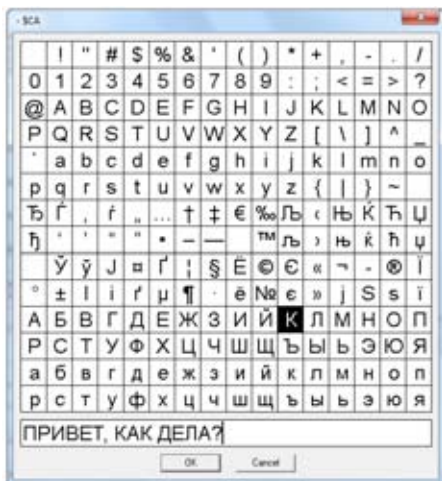 - SCA
! " # $ % & ' ( ) * + , - . /
0 1 2 3 4 5 6 7 8 9 : ; < = > ?
@ A B C D E F G H I J K L M N O
P Q R S T U V W X Y Z [ \ ] ^ _
` a b c d e f g h i j k l m n o
p q r s t u v w x y z { | } ~
Ђ Ѓ ‚ ѓ „ … † ‡ € ‰ Љ ‹ Њ Ќ Ћ Џ
ђ ‘ ’ “ ” • – — ™ љ › њ ќ ћ џ
Ў ў Ј ¤ Ґ ¦ § Ё © Є « ¬ - ® Ї
° ± І і ґ µ ¶ · ё № є » ј Ѕ ѕ ї
А Б В Г Д Е Ж З И Й К Л М Н О П
Р С Т У Ф Х Ц Ч Ш Щ Ъ Ы Ь Э Ю Я
а б в г д е ж з и й к л м н о п
р с т у ф х ц ч ш щ ъ ы ь э ю я
ПРИВЕТ, КАК ДЕЛА?
OK Cancel